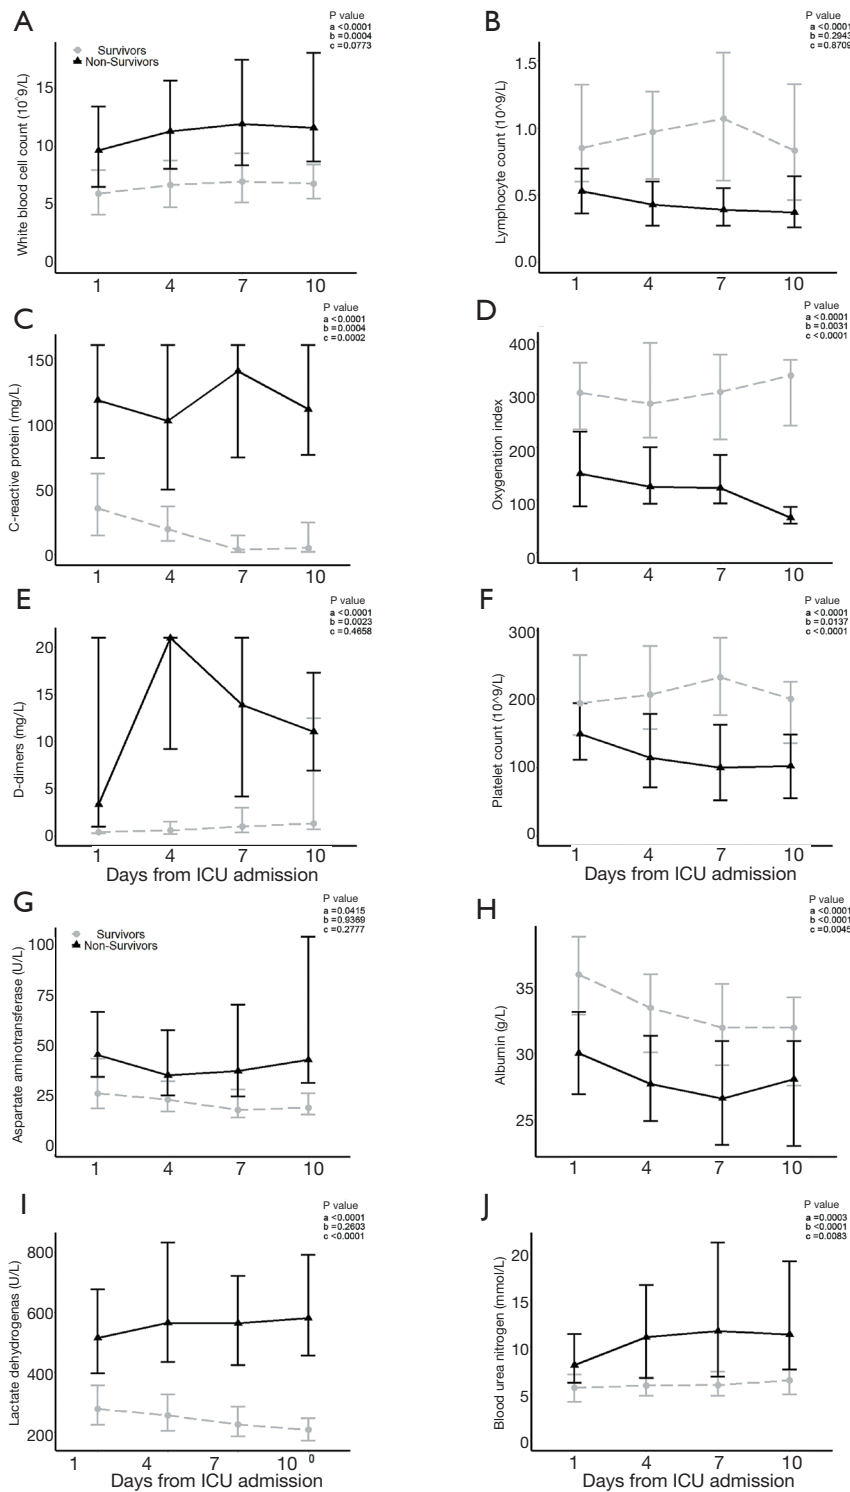 A
P value
a <0.0001
b =0.0004
c =0.0773
Survivors
Non-Survivors
White blood cell count (10^9/L)
15
10
5
0
1 4 7 10
B
P value
a <0.0001
b =0.2943
c =0.8709
Lymphocyte count (10^9/L)
1.5
1.0
0.5
0.0
1 4 7 10
C
P value
a <0.0001
b =0.0004
c =0.0002
C-reactive protein (mg/L)
150
100
50
0
1 4 7 10
D
P value
a <0.0001
b =0.0031
c <0.0001
Oxygenation index
400
300
200
100
0
1 4 7 10
E
P value
a <0.0001
b =0.0023
c =0.4658
D-dimers (mg/L)
20
15
10
5
0
1 4 7 10
Days from ICU admission
F
P value
a <0.0001
b =0.0137
c <0.0001
Platelet count (10^9/L)
300
200
100
0
1 4 7 10
Days from ICU admission
G
P value
a =0.0415
b =0.9369
c =0.2777
Survivors
Non-Survivors
Aspartate aminotransferase (U/L)
100
75
50
25
0
1 4 7 10
H
P value
a <0.0001
b <0.0001
c =0.0045
Albumin (g/L)
35
30
25
1 4 7 10
I
P value
a <0.0001
b =0.2603
c <0.0001
Lactate dehydrogenas (U/L)
800
600
400
200
1 4 7 10 0
Days from ICU admission
J
P value
a =0.0003
b <0.0001
c =0.0083
Blood urea nitrogen (mmol/L)
20
15
10
5
0
1 4 7 10
Days from ICU admission